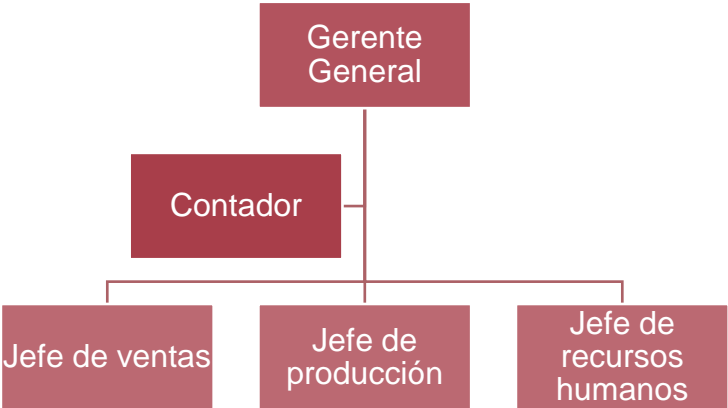 Gerente
General
Contador
Jefe de ventas
Jefe de
producción
Jefe de
recursos
humanos